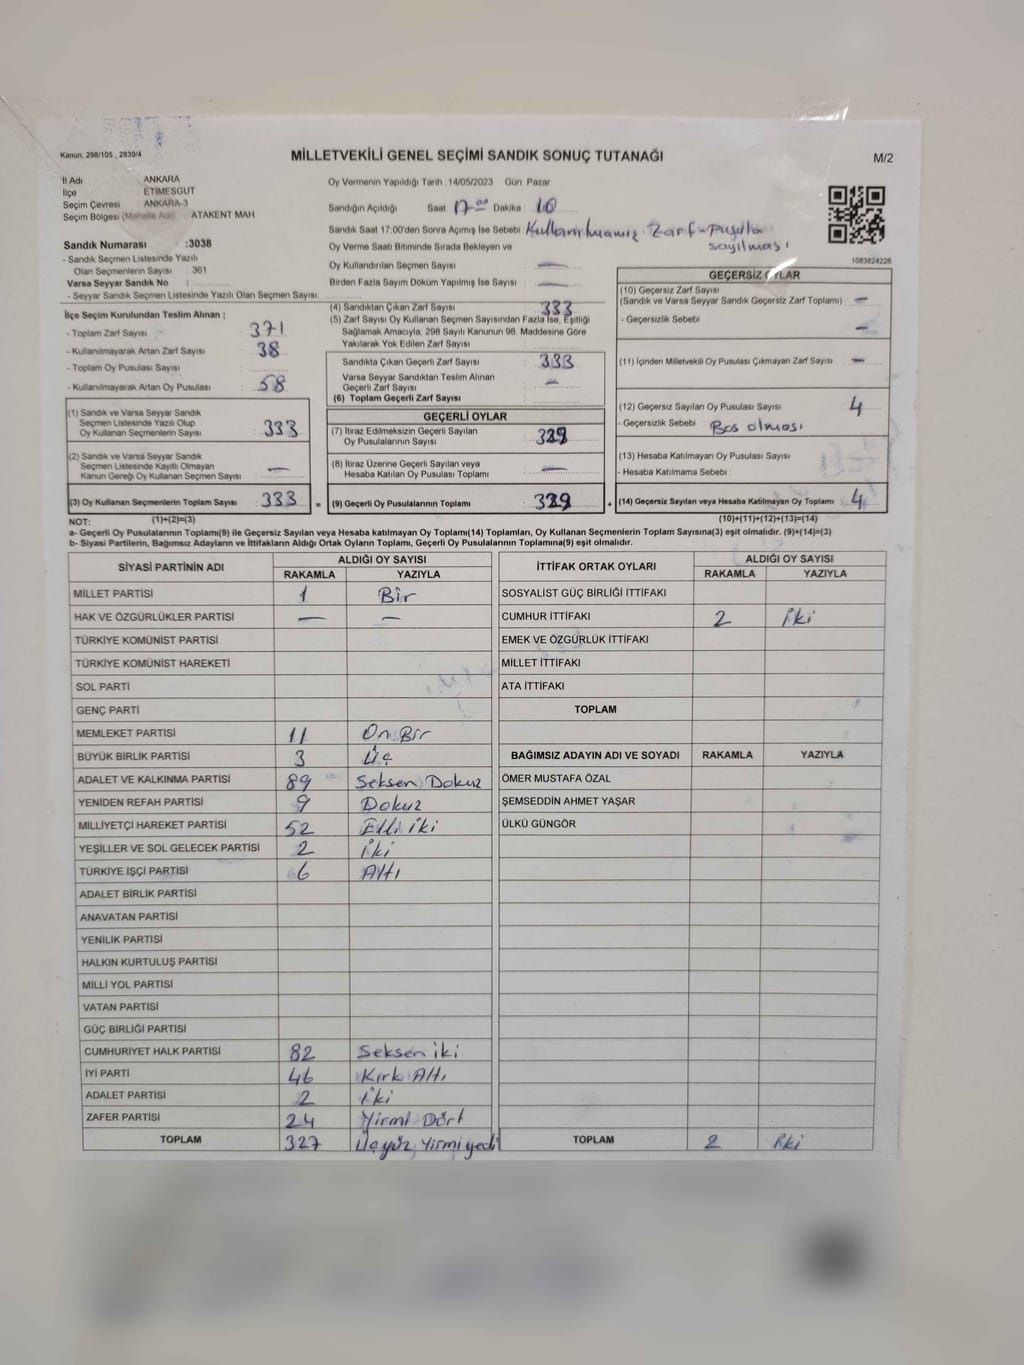 Kanun, 298/105 , 2839/4
MİLLETVEKİLİ GENEL SEÇİMİ SANDIK SONUÇ TUTANAĞI
M/2
İl Adı ANKARA
İlçe ETİMESGUT
Seçim Çevresi ANKARA-3
Seçim Bölgesi (Mahalle Adı) ATAKENT MAH
Sandık Numarası :3038
- Sandık Seçmen Listesinde Yazılı
Olan Seçmenlerin Sayısı : 361
Varsa Seyyar Sandık No :
- Seyyar Sandık Seçmen Listesinde Yazılı Olan Seçmen Sayısı:
Oy Vermenin Yapıldığı Tarih :14/05/2023 Gün Pazar
Sandığın Açıldığı Saat 17.00 Dakika : 10
Sandık Saat 17:00'den Sonra Açımış İse Sebebi : Kullanılmamış Zarf-pusula
sayılması
Oy Verme Saati Bitiminde Sırada Bekleyen ve
Oy Kullandırılan Seçmen Sayısı : —
Birden Fazla Sayım Döküm Yapılmış İse Sayısı : —
1083824226
İlçe Seçim Kurulundan Teslim Alınan ;
- Toplam Zarf Sayısı : 371
- Kullanılmayarak Artan Zarf Sayısı : 38
- Toplam Oy Pusulası Sayısı :
- Kullanılmayarak Artan Oy Pusulası : 58
(4) Sandıktan Çıkan Zarf Sayısı : 333
(5) Zarf Sayısı Oy Kullanan Seçmen Sayısından Fazla İse, Eşitliği
Sağlamak Amacıyla, 298 Sayılı Kanunun 98. Maddesine Göre
Yakılarak Yok Edilen Zarf Sayısı :
Sandıkta Çıkan Geçerli Zarf Sayısı : 333
Varsa Seyyar Sandıktan Teslim Alınan
Geçerli Zarf Sayısı : —
(6) Toplam Geçerli Zarf Sayısı :
GEÇERSİZ OYLAR
(10) Geçersiz Zarf Sayısı
(Sandık ve Varsa Seyyar Sandık Geçersiz Zarf Toplamı) : —
- Geçersizlik Sebebi : —
(11) İçinden Milletvekili Oy Pusulası Çıkmayan Zarf Sayısı : —
(12) Geçersiz Sayılan Oy Pusulası Sayısı : 4
- Geçersizlik Sebebi : Boş olması
(13) Hesaba Katılmayan Oy Pusulası Sayısı :
- Hesaba Katılmama Sebebi :
(14) Geçersiz Sayılan veya Hesaba Katılmayan Oy Toplamı : 4
(10)+(11)+(12)+(13)=(14)
(1) Sandık ve Varsa Seyyar Sandık
Seçmen Listesinde Yazılı Olup
Oy Kullanan Seçmenlerin Sayısı : 333
(2) Sandık ve Varsa Seyyar Sandık
Seçmen Listesinde Kayıtlı Olmayan
Kanun Gereği Oy Kullanan Seçmen Sayısı : —
(3) Oy Kullanan Seçmenlerin Toplam Sayısı : 333 =
(1)+(2)=(3)
GEÇERLİ OYLAR
(7) İtiraz Edilmeksizin Geçerli Sayılan
Oy Pusulalarının Sayısı : 329
(8) İtiraz Üzerine Geçerli Sayılan veya
Hesaba Katılan Oy Pusulası Toplamı : —
(9) Geçerli Oy Pusulalarının Toplamı : 329 +
NOT:
a- Geçerli Oy Pusulalarının Toplamı(9) ile Geçersiz Sayılan veya Hesaba katılmayan Oy Toplamı(14) Toplamları, Oy Kullanan Seçmenlerin Toplam Sayısına(3) eşit olmalıdır. (9)+(14)=(3)
b- Siyasi Partilerin, Bağımsız Adayların ve İttifakların Aldığı Ortak Oyların Toplamı, Geçerli Oy Pusulalarının Toplamına(9) eşit olmalıdır.
SİYASİ PARTİNİN ADI ALDIĞI OY SAYISI
RAKAMLA YAZIYLA
MİLLET PARTİSİ 1 Bir
HAK VE ÖZGÜRLÜKLER PARTİSİ — —
TÜRKİYE KOMÜNİST PARTİSİ
TÜRKİYE KOMÜNİST HAREKETİ
SOL PARTİ
GENÇ PARTİ
MEMLEKET PARTİSİ 11 On Bir
BÜYÜK BİRLİK PARTİSİ 3 Üç
ADALET VE KALKINMA PARTİSİ 89 Seksen Dokuz
YENİDEN REFAH PARTİSİ 9 Dokuz
MİLLİYETÇİ HAREKET PARTİSİ 52 Elli iki
YEŞİLLER VE SOL GELECEK PARTİSİ 2 iki
TÜRKİYE İŞÇİ PARTİSİ 6 Altı
ADALET BİRLİK PARTİSİ
ANAVATAN PARTİSİ
YENİLİK PARTİSİ
HALKIN KURTULUŞ PARTİSİ
MİLLİ YOL PARTİSİ
VATAN PARTİSİ
GÜÇ BİRLİĞİ PARTİSİ
CUMHURİYET HALK PARTİSİ 82 Seksen iki
İYİ PARTİ 46 Kırk Altı
ADALET PARTİSİ 2 iki
ZAFER PARTİSİ 24 Yirmi Dört
TOPLAM 327 Üçyüz Yirmiyedi
İTTİFAK ORTAK OYLARI ALDIĞI OY SAYISI
RAKAMLA YAZIYLA
SOSYALİST GÜÇ BİRLİĞİ İTTİFAKI
CUMHUR İTTİFAKI 2 iki
EMEK VE ÖZGÜRLÜK İTTİFAKI
MİLLET İTTİFAKI
ATA İTTİFAKI
TOPLAM
BAĞIMSIZ ADAYIN ADI VE SOYADI RAKAMLA YAZIYLA
ÖMER MUSTAFA ÖZAL
ŞEMSEDDİN AHMET YAŞAR
ÜLKÜ GÜNGÖR
TOPLAM 2 iki